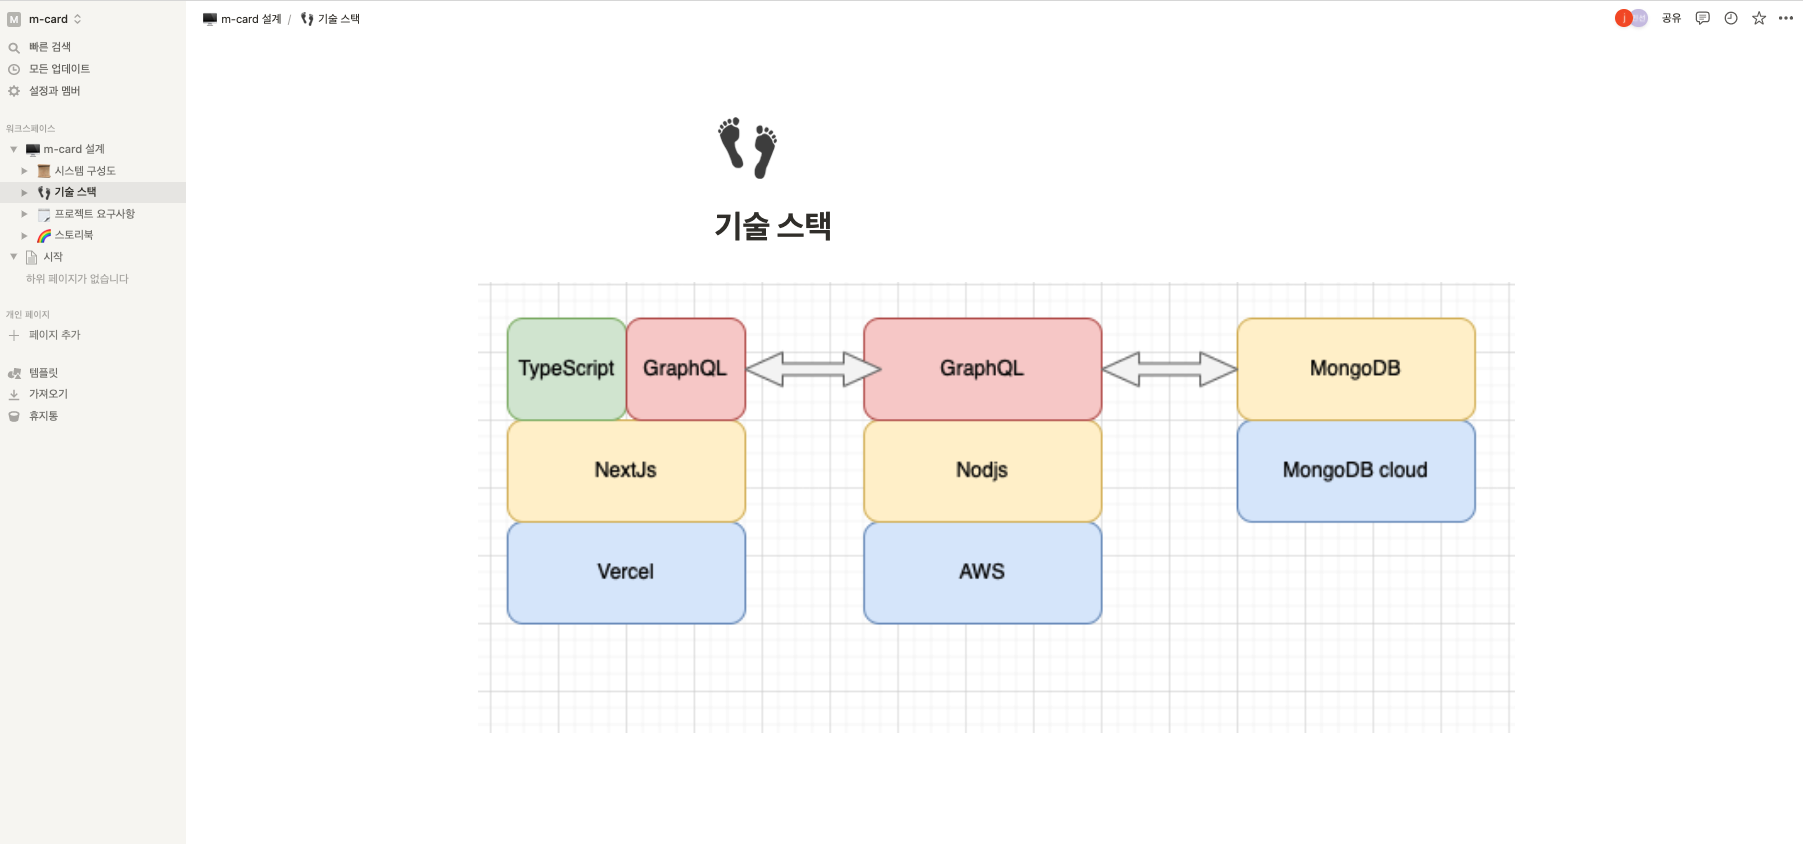 M m-card
빠른 검색
모든 업데이트
설정과 멤버
워크스페이스
m-card 설계
시스템 구성도
기술 스택
프로젝트 요구사항
스토리북
시작
하위 페이지가 없습니다
개인 페이지
페이지 추가
템플릿
가져오기
휴지통
m-card 설계 / 기술 스택
j
공유
기술 스택
TypeScript GraphQL GraphQL MongoDB
NextJs Nodjs MongoDB cloud
Vercel AWS